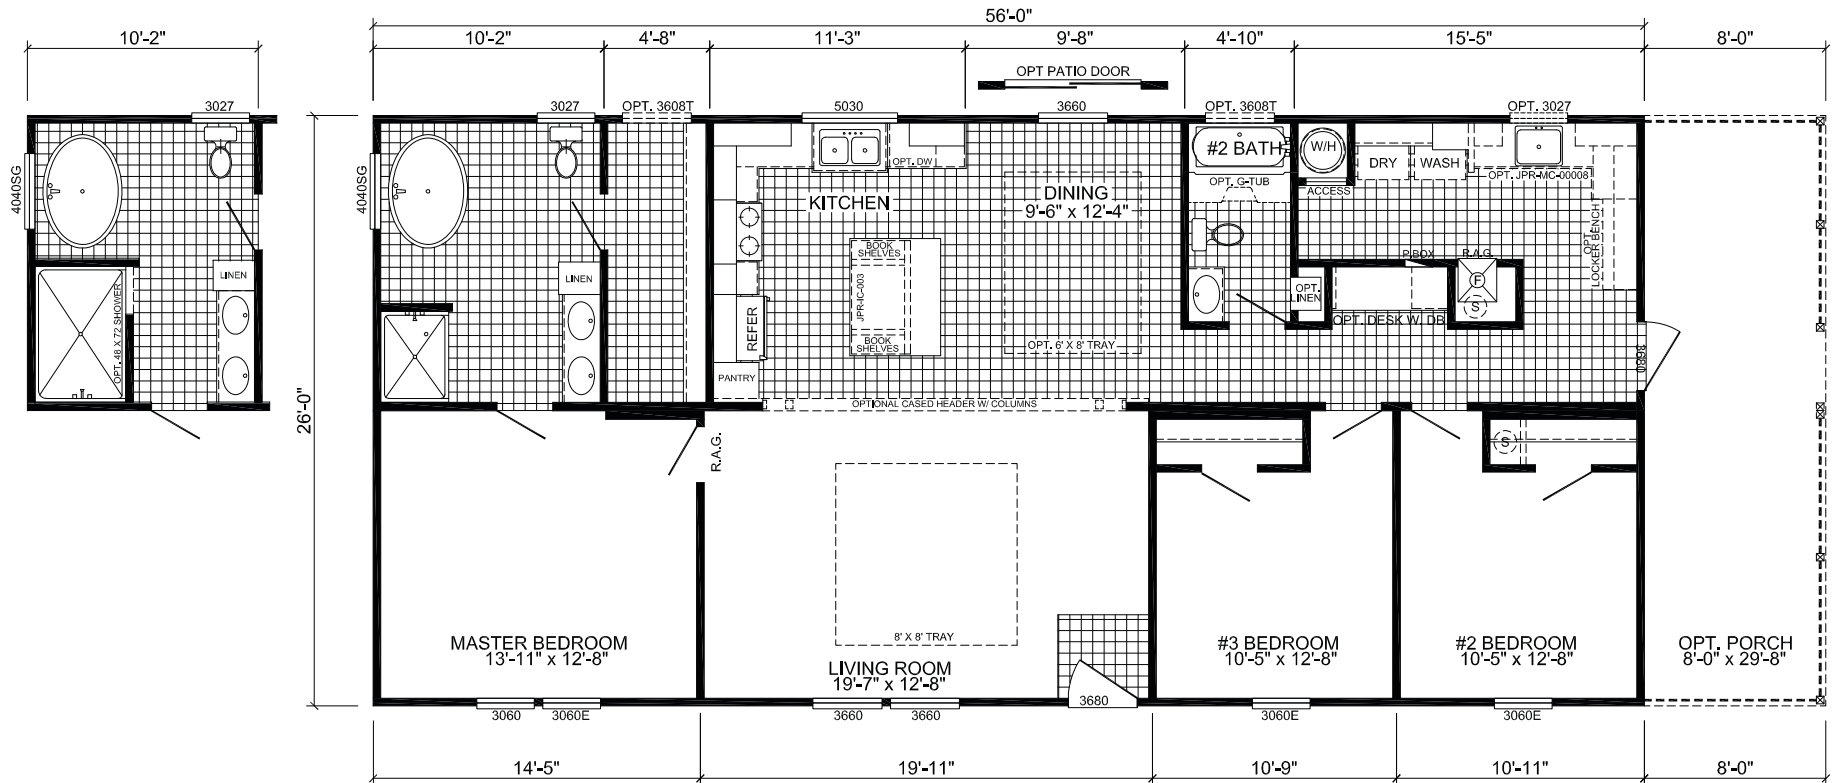 56'-0"
10'-2"
10'-2"
4'-8"
11'-3"
9'-8"
4'-10"
15'-5"
8'-0"
OPT PATIO DOOR
3027
3027
OPT. 3608T
5030
3660
OPT. 3608T
OPT. 3027
4040SG
LINEN
OPT. 48 X 72 SHOWER
26'-0"
4040SG
LINEN
OPT. DW
KITCHEN
BOOK
SHELVES
JPR-IC-003
BOOK
SHELVES
REFER
PANTRY
DINING
9'-6" x 12'-4"
OPT. 6' X 8' TRAY
#2 BATH
OPT. G-TUB
W/H
ACCESS
DRY
WASH
OPT. JPR-MC-00008
OPT.
LOCKER BENCH
P.BOX
R.A.G.
F
S
OPT.
LINEN
OPT. DESK W. DB
3680
OPTIONAL CASED HEADER W/ COLUMNS
R.A.G.
S
8' X 8' TRAY
MASTER BEDROOM
13'-11" x 12'-8"
LIVING ROOM
19'-7" x 12'-8"
#3 BEDROOM
10'-5" x 12'-8"
#2 BEDROOM
10'-5" x 12'-8"
OPT. PORCH
8'-0" x 29'-8"
3060
3060E
3660
3660
3680
3060E
3060E
14'-5"
19'-11"
10'-9"
10'-11"
8'-0"